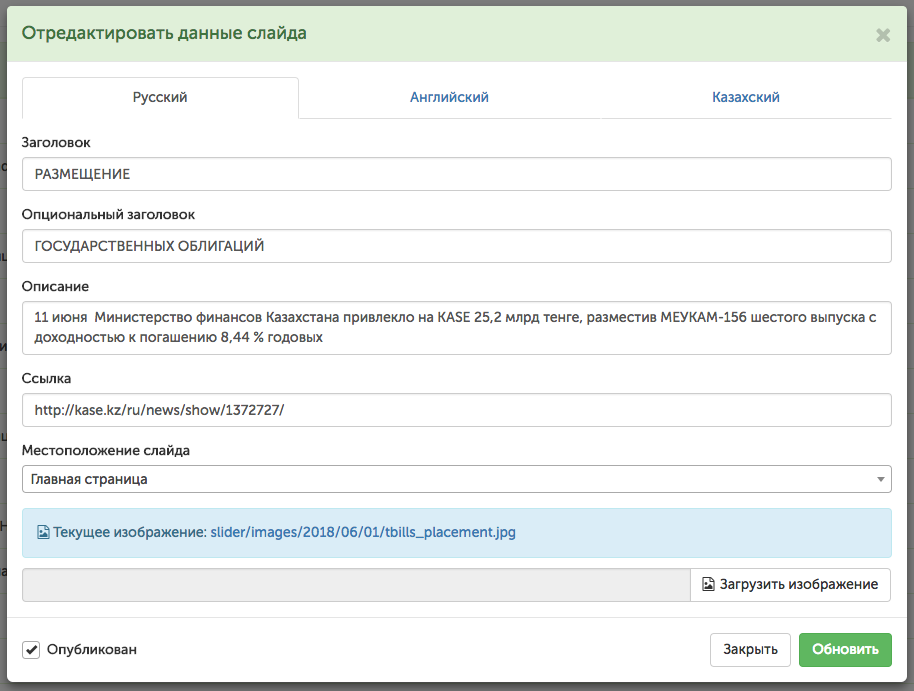 Отредактировать данные слайда
Русский Английский Казахский
Заголовок
РАЗМЕЩЕНИЕ
Опциональный заголовок
ГОСУДАРСТВЕННЫХ ОБЛИГАЦИЙ
Описание
11 июня  Министерство финансов Казахстана привлекло на KASE 25,2 млрд тенге, разместив МЕУКАМ-156 шестого выпуска с
доходностью к погашению 8,44 % годовых
Ссылка
http://kase.kz/ru/news/show/1372727/
Местоположение слайда
Главная страница
Текущее изображение: slider/images/2018/06/01/tbills_placement.jpg
Загрузить изображение
Опубликован
Закрыть Обновить